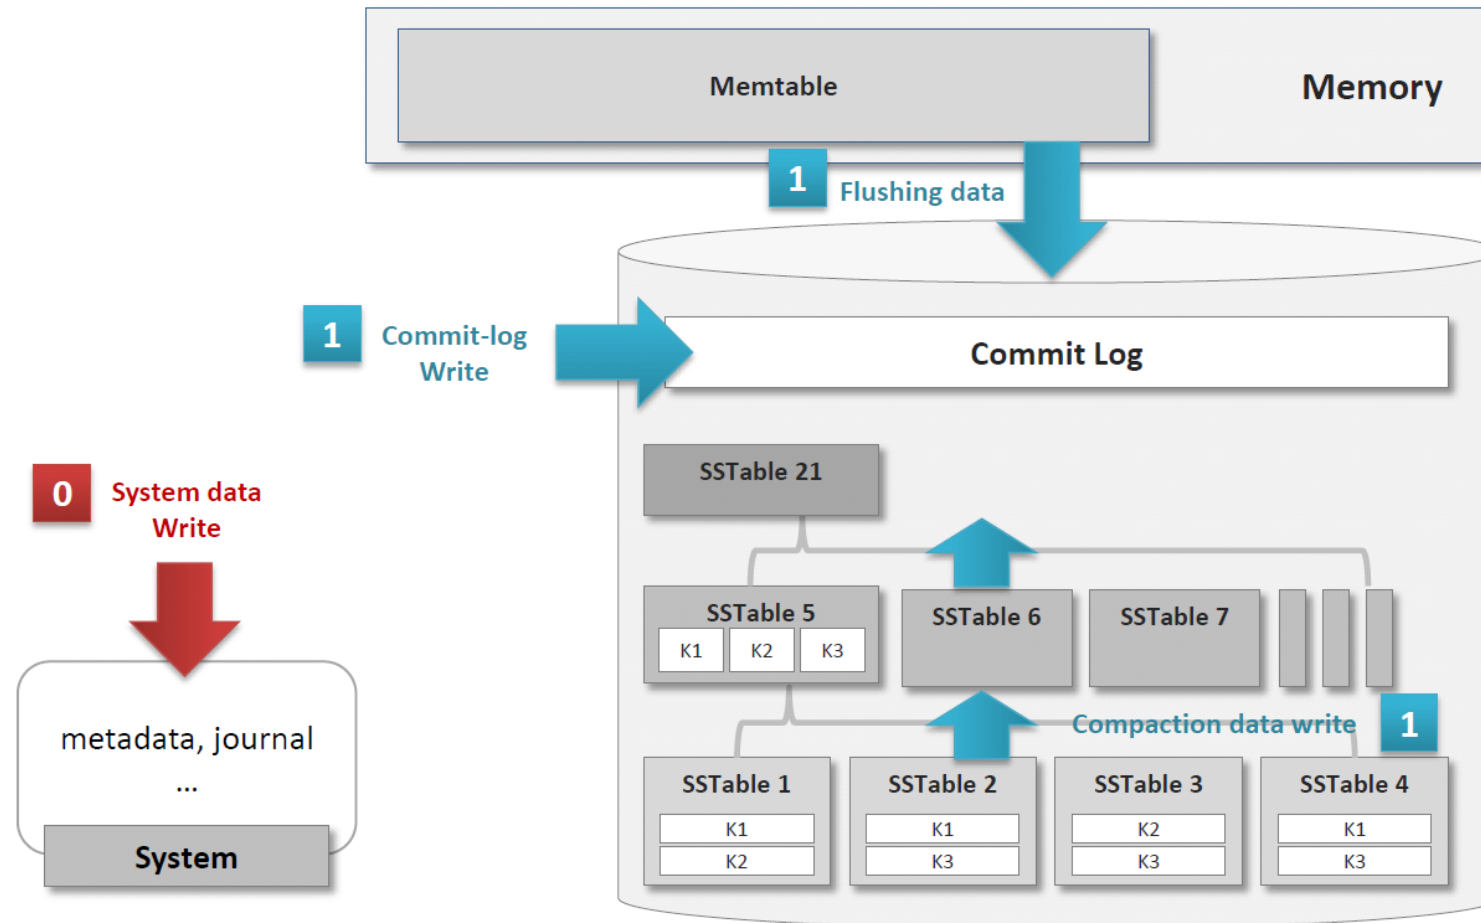 Memtable
Memory
1
Flushing data
1
Commit-log
Write
Commit Log
0
System data
Write
SSTable 21
SSTable 5
K1 K2 K3
SSTable 6
SSTable 7
metadata, journal
...
System
Compaction data write
1
SSTable 1
K1
K2
SSTable 2
K1
K3
SSTable 3
K2
K3
SSTable 4
K1
K3